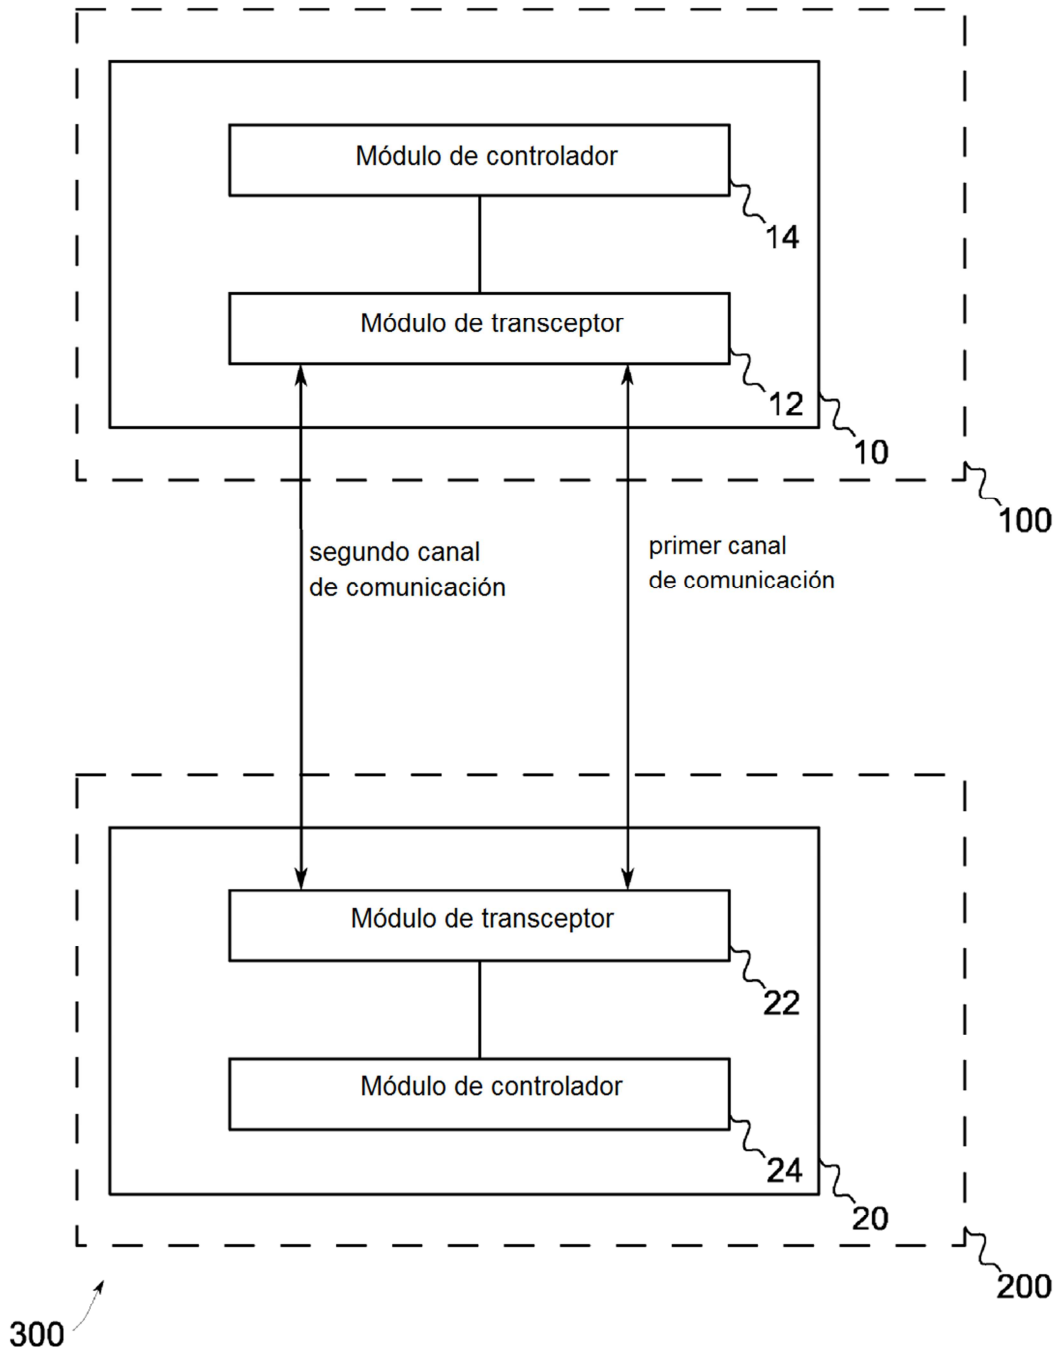 Módulo de controlador
14
Módulo de transceptor
12
10
100
segundo canal
de comunicación
primer canal
de comunicación
Módulo de transceptor
22
Módulo de controlador
24
20
200
300